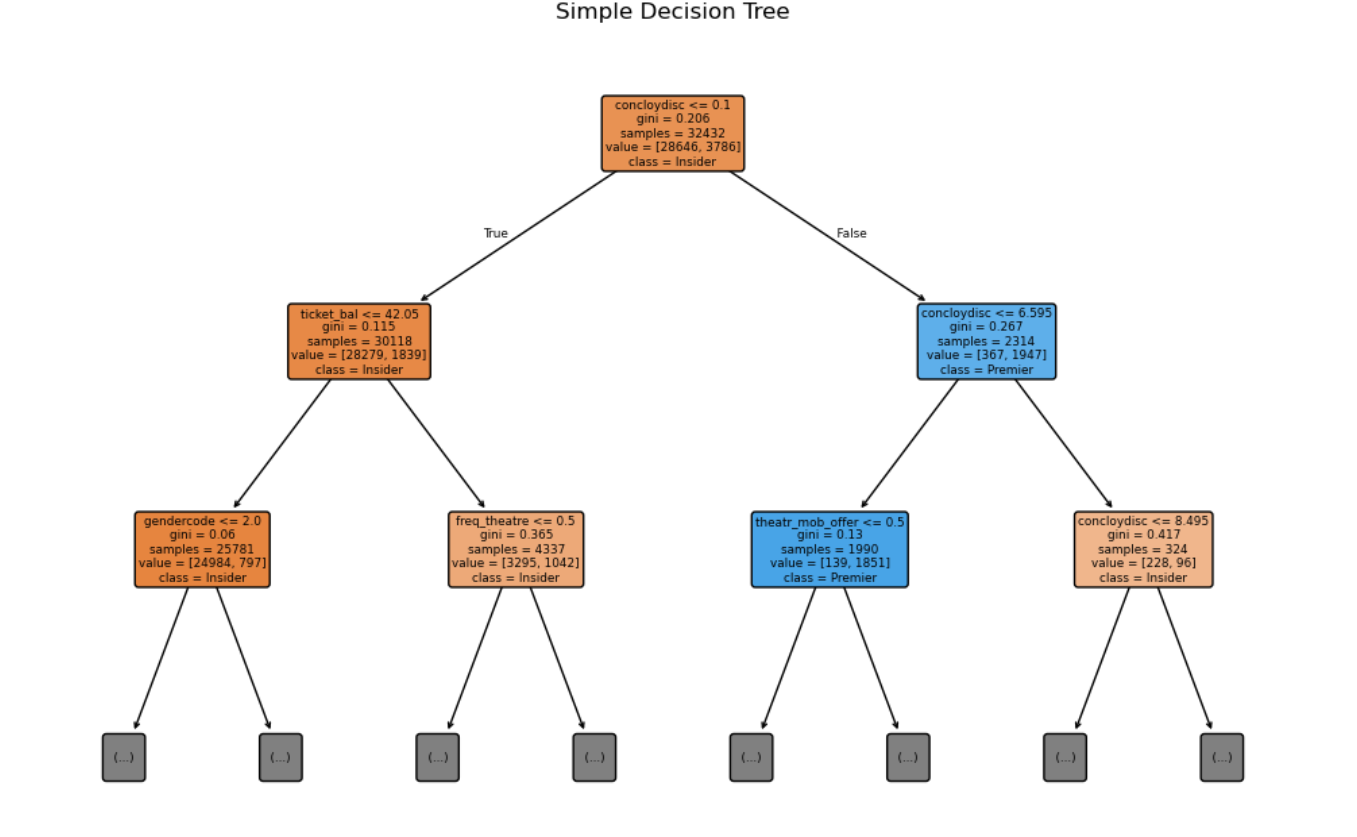 Simple Decision Tree
concloydisc <= 0.1
gini = 0.206
samples = 32432
value = [28646, 3786]
class = Insider
True
False
ticket_bal <= 42.05
gini = 0.115
samples = 30118
value = [28279, 1839]
class = Insider
concloydisc <= 6.595
gini = 0.267
samples = 2314
value = [367, 1947]
class = Premier
gendercode <= 2.0
gini = 0.06
samples = 25781
value = [24984, 797]
class = Insider
freq_theatre <= 0.5
gini = 0.365
samples = 4337
value = [3295, 1042]
class = Insider
theatr_mob_offer <= 0.5
gini = 0.13
samples = 1990
value = [139, 1851]
class = Premier
concloydisc <= 8.495
gini = 0.417
samples = 324
value = [228, 96]
class = Insider
(...)
(...)
(...)
(...)
(...)
(...)
(...)
(...)